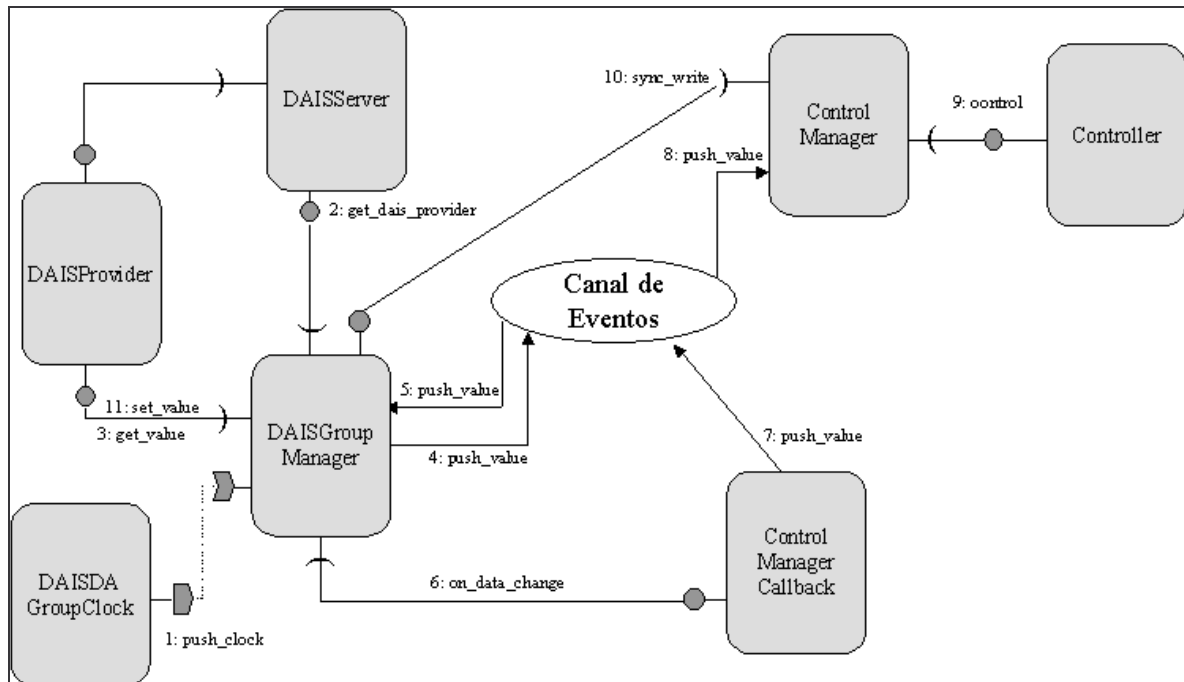 DAISServer
10: sync_write
Control
Manager
9: control
Controller
8: push_value
2: get_dais_provider
DAISProvider
Canal de
Eventos
5: push_value
11: set_value
3: get_value
DAISGroup
Manager
4: push_value
7: push_value
Control
Manager
Callback
DAISDA
GroupClock
6: on_data_change
1: push_clock